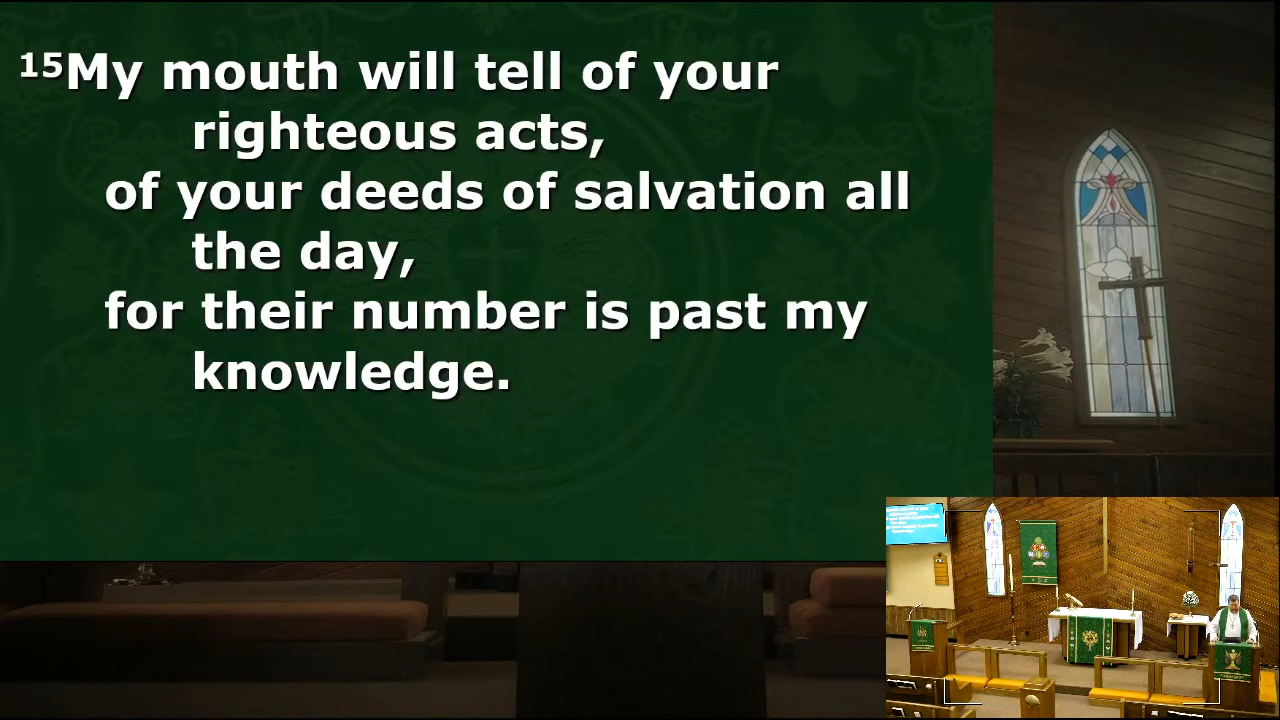 15My mouth will tell of your
righteous acts,
of your deeds of salvation all
the day,
for their number is past my
knowledge.